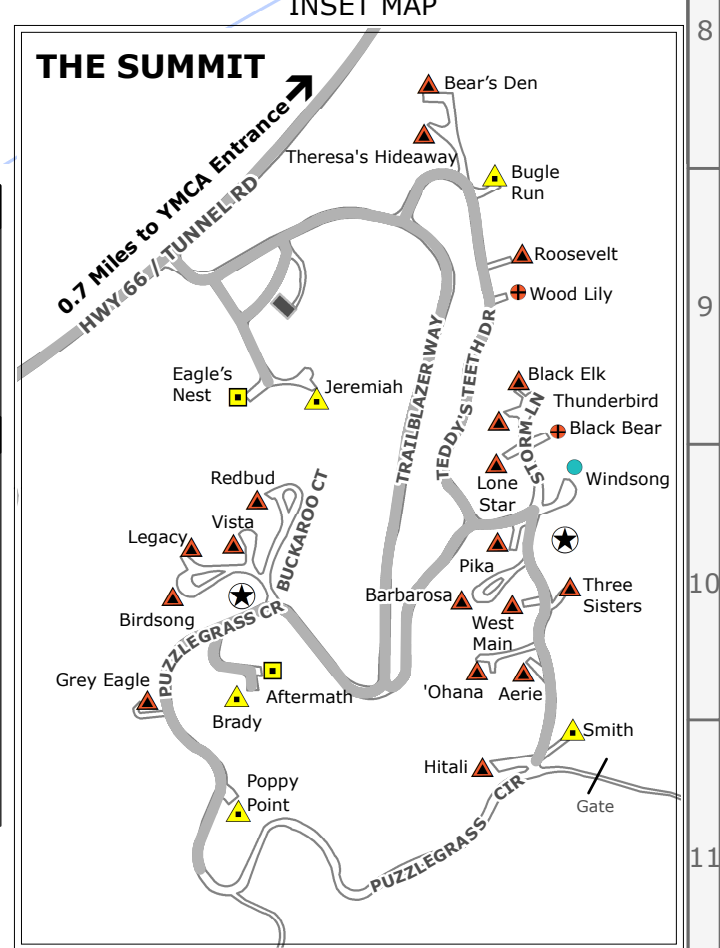 INSET MAP
8
THE SUMMIT
0.7 Miles to YMCA Entrance
HWY 66 / TUNNEL RD
Bear's Den
Theresa's Hideaway
Bugle
Run
Roosevelt
Wood Lily
9
Eagle's
Nest
Jeremiah
TRAILBLAZER WAY
TEDDY'S TEETH DR
Black Elk
Thunderbird
STORM LN
Black Bear
Lone
Star
Windsong
Redbud
BUCKAROO CT
Vista
Legacy
Birdsong
Pika
10
Barbarosa
West
Main
Three
Sisters
PUZZLEGRASS CR
Grey Eagle
Aftermath
Brady
'Ohana
Aerie
Smith
Hitali
Gate
Poppy
Point
PUZZLEGRASS CIR
11